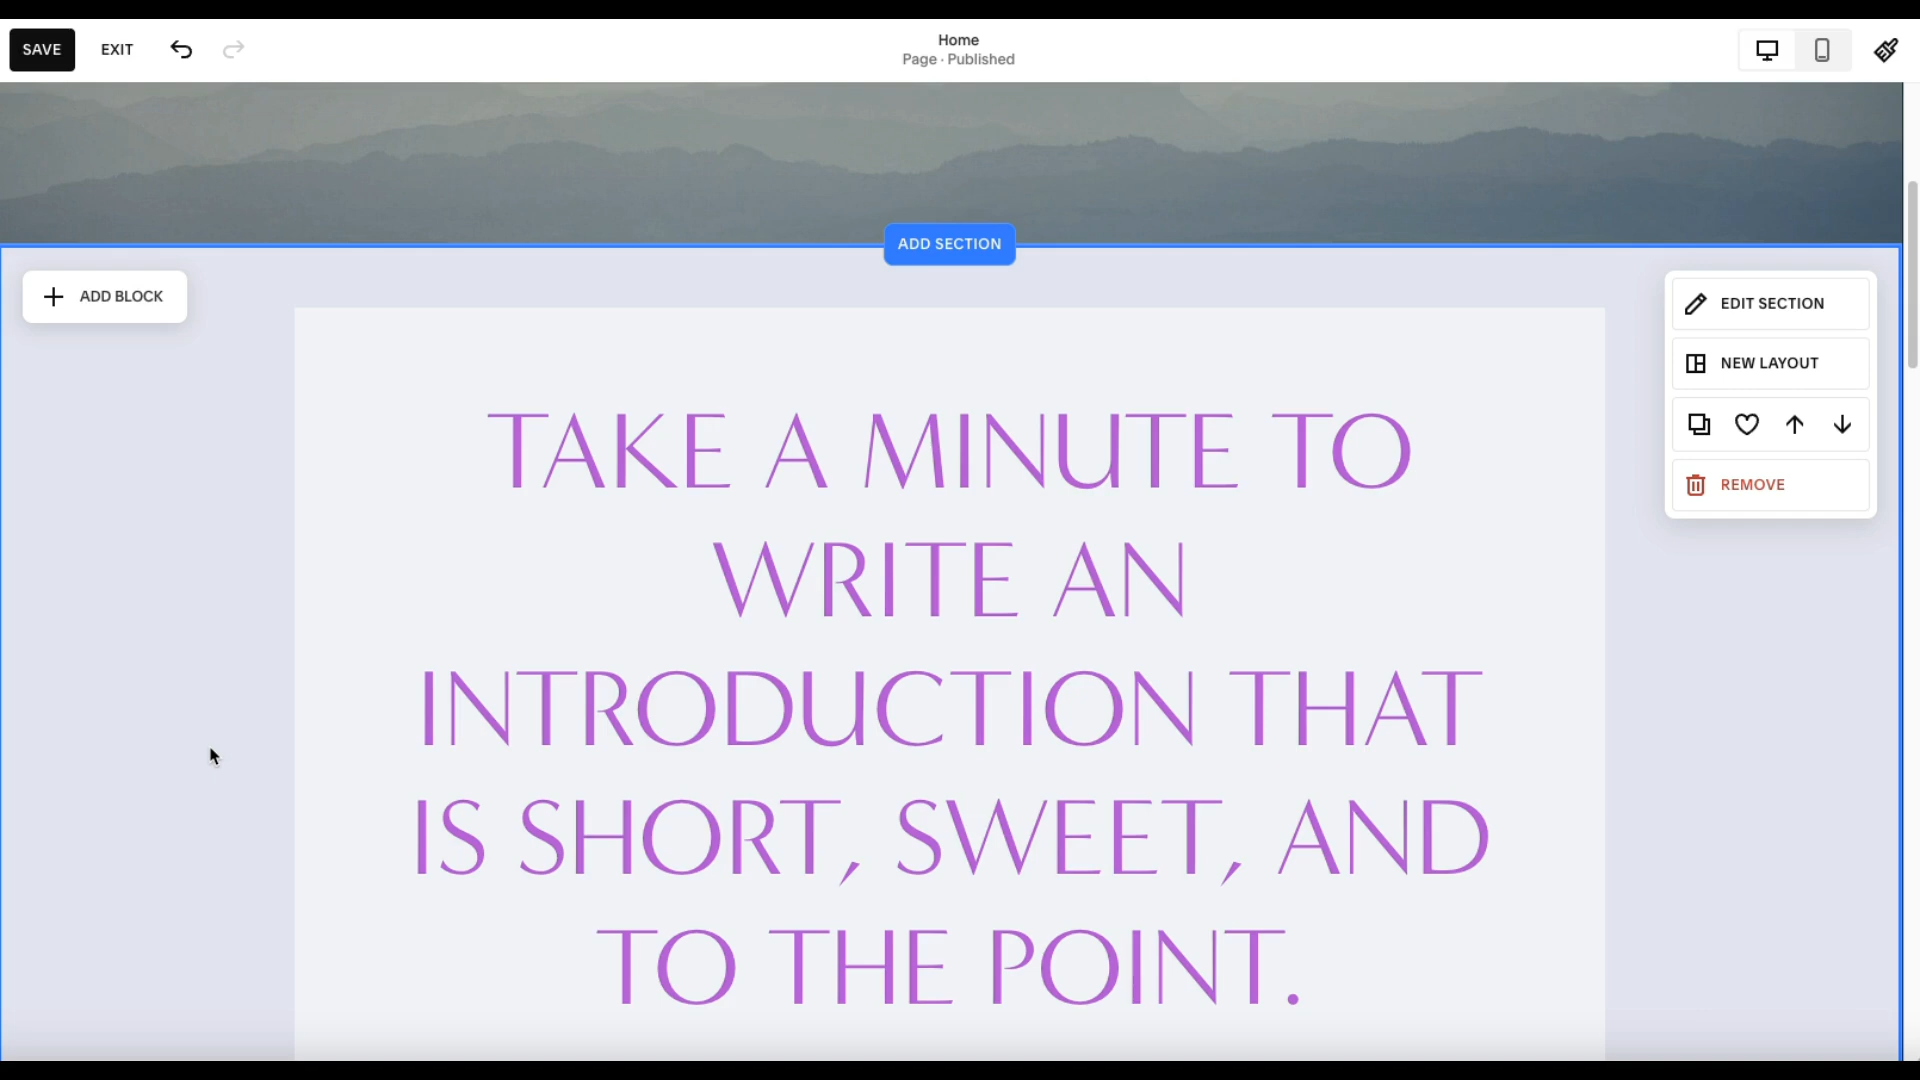 SAVE
EXIT
Home
Page · Published
ADD SECTION
ADD BLOCK
EDIT SECTION
NEW LAYOUT
REMOVE
TAKE A MINUTE TO
WRITE AN
INTRODUCTION THAT
IS SHORT, SWEET, AND
TO THE POINT.